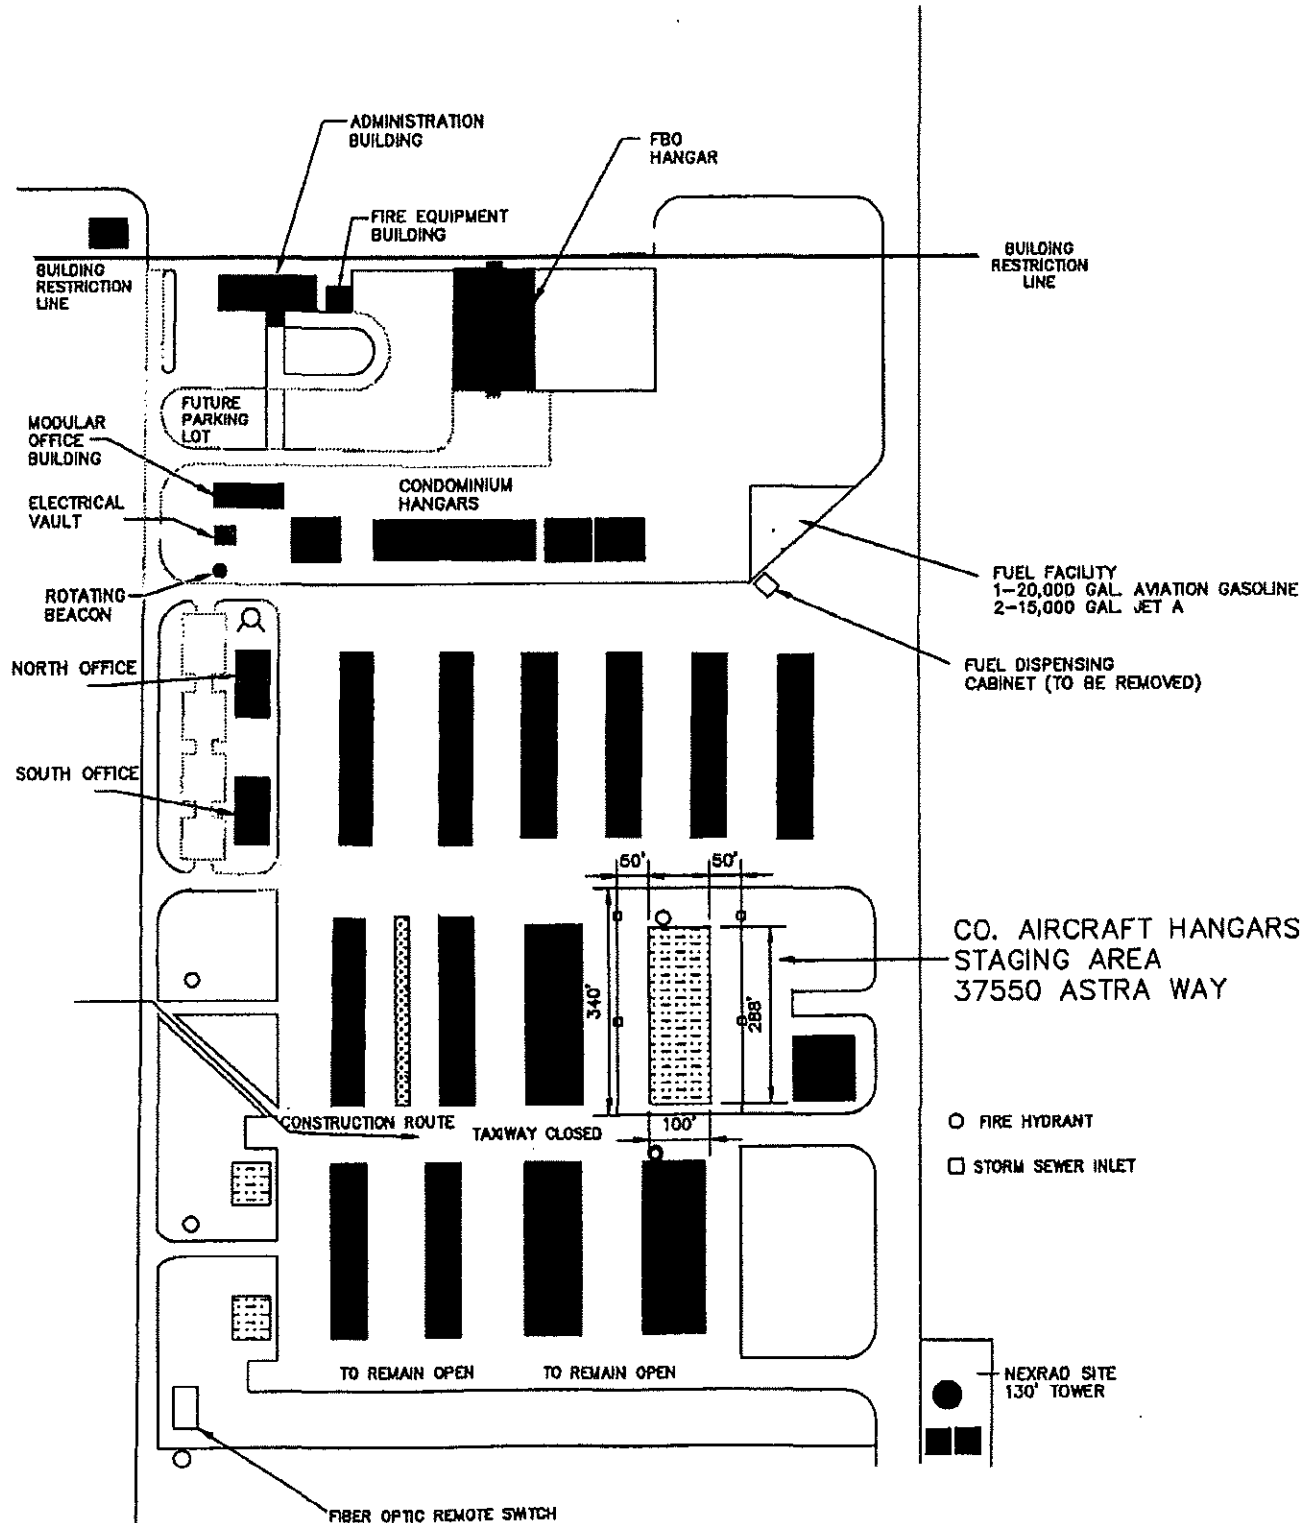 ADMINISTRATION
BUILDING
FBO
HANGAR
FIRE EQUIPMENT
BUILDING
BUILDING
RESTRICTION
LINE
BUILDING
RESTRICTION
LINE
FUTURE
PARKING
LOT
MODULAR
OFFICE
BUILDING
CONDOMINIUM
HANGARS
ELECTRICAL
VAULT
FUEL FACILITY
1-20,000 GAL. AVIATION GASOLINE
2-15,000 GAL. JET A
ROTATING
BEACON
NORTH OFFICE
FUEL DISPENSING
CABINET (TO BE REMOVED)
SOUTH OFFICE
50'
50'
CO. AIRCRAFT HANGARS
STAGING AREA
37550 ASTRA WAY
340'
288'
CONSTRUCTION ROUTE
TAXIWAY CLOSED
100'
FIRE HYDRANT
STORM SEWER INLET
TO REMAIN OPEN
TO REMAIN OPEN
NEXRAD SITE
130' TOWER
FIBER OPTIC REMOTE SWITCH